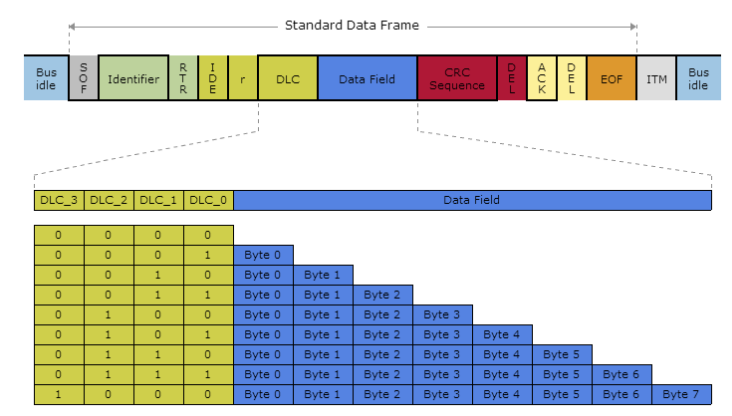 Standard Data Frame
Bus idle SOF Identifier RTR IDE r DLC Data Field CRC Sequence DEL ACK DEL EOF ITM Bus idle
DLC_3 DLC_2 DLC_1 DLC_0 Data Field
0 0 0 0
0 0 0 1 Byte 0
0 0 1 0 Byte 0 Byte 1
0 0 1 1 Byte 0 Byte 1 Byte 2
0 1 0 0 Byte 0 Byte 1 Byte 2 Byte 3
0 1 0 1 Byte 0 Byte 1 Byte 2 Byte 3 Byte 4
0 1 1 0 Byte 0 Byte 1 Byte 2 Byte 3 Byte 4 Byte 5
0 1 1 1 Byte 0 Byte 1 Byte 2 Byte 3 Byte 4 Byte 5 Byte 6
1 0 0 0 Byte 0 Byte 1 Byte 2 Byte 3 Byte 4 Byte 5 Byte 6 Byte 7